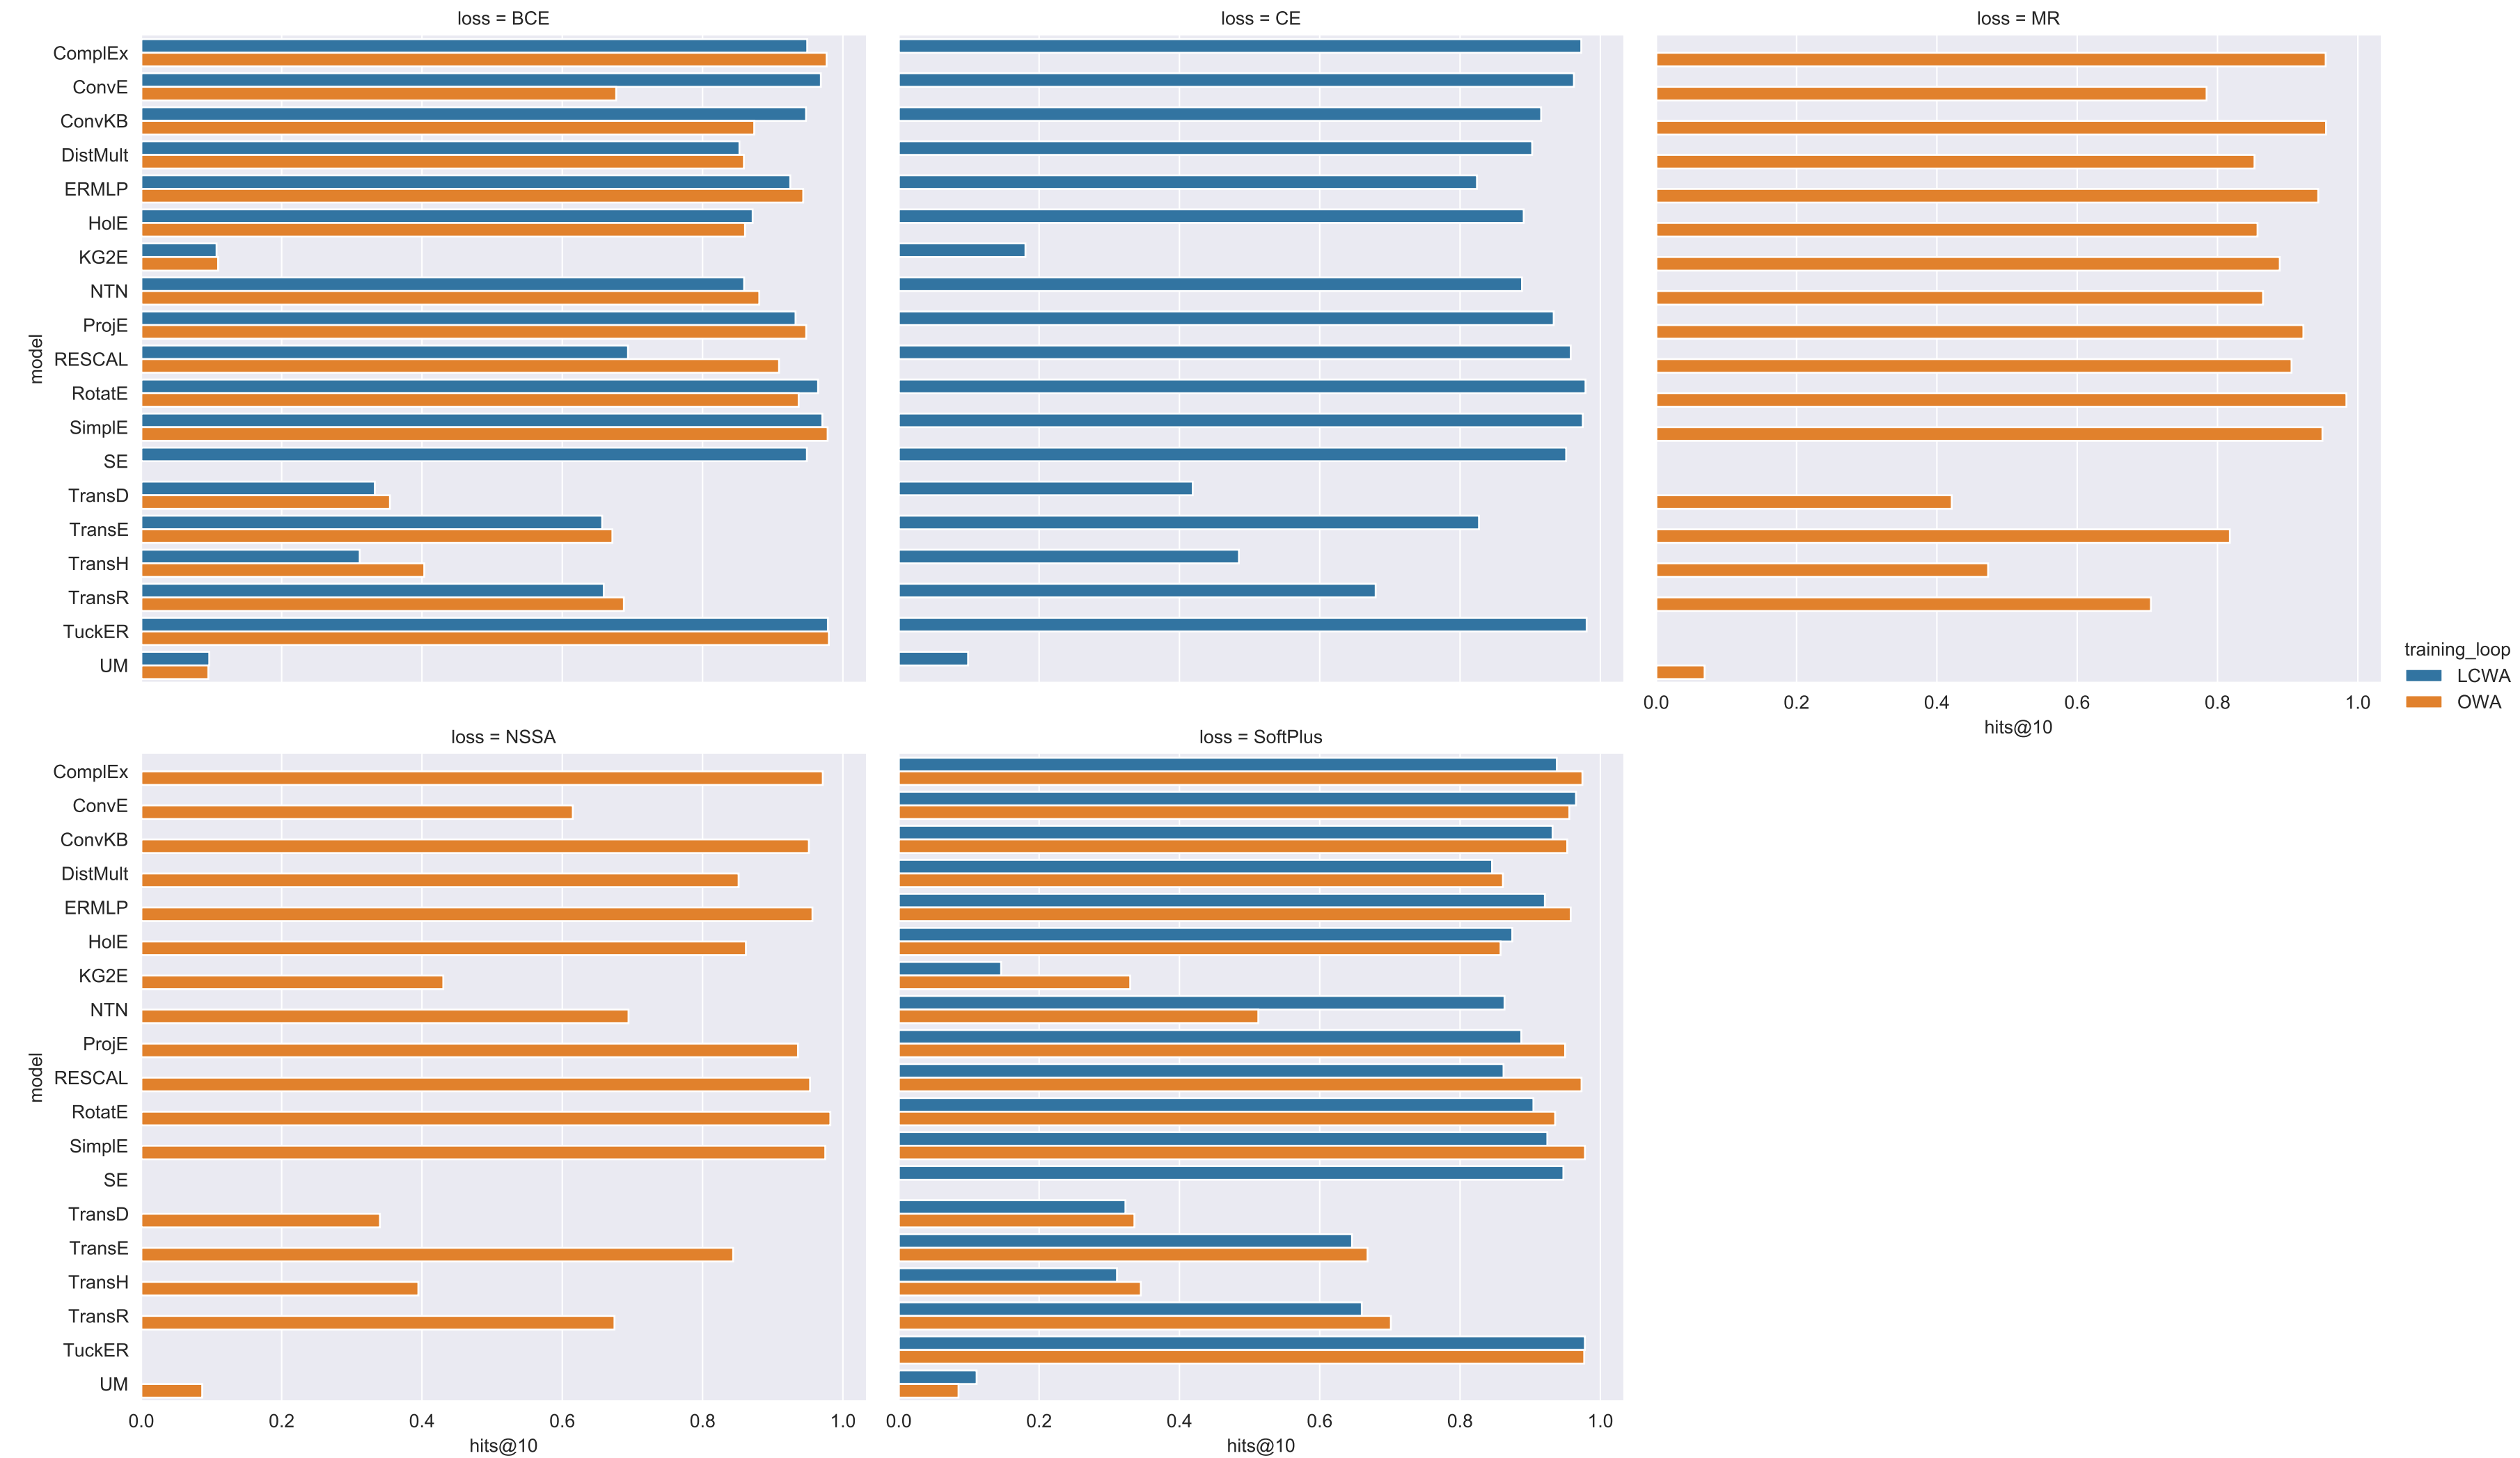 loss = BCE
loss = CE
loss = MR
ComplEx
ConvE
ConvKB
DistMult
ERMLP
HolE
KG2E
NTN
ProjE
RESCAL
RotatE
SimplE
SE
TransD
TransE
TransH
TransR
TuckER
UM
model
0.0 0.2 0.4 0.6 0.8 1.0
hits@10
training_loop
LCWA
OWA
loss = NSSA
loss = SoftPlus
ComplEx
ConvE
ConvKB
DistMult
ERMLP
HolE
KG2E
NTN
ProjE
RESCAL
RotatE
SimplE
SE
TransD
TransE
TransH
TransR
TuckER
UM
model
0.0 0.2 0.4 0.6 0.8 1.0
hits@10
0.0 0.2 0.4 0.6 0.8 1.0
hits@10